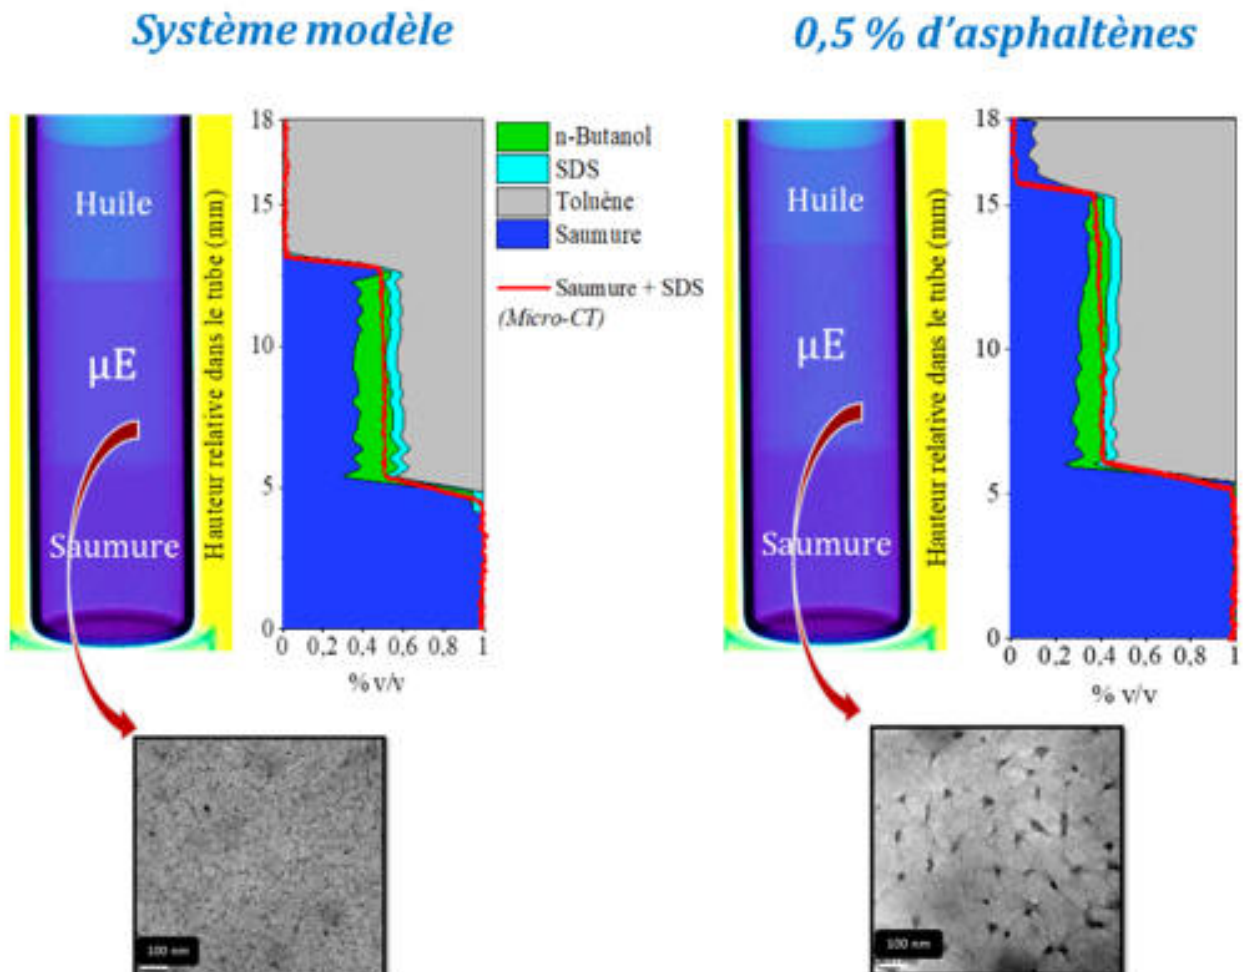 Système modèle
0,5 % d'asphaltènes
Huile
µE
Saumure
Hauteur relative dans le tube (mm)
18
15
10
5
0
0 0,2 0,4 0,6 0,8 1
% v/v
n-Butanol
SDS
Toluène
Saumure
Saumure + SDS
(Micro-CT)
100 nm
Huile
µE
Saumure
Hauteur relative dans le tube (mm)
18
15
10
5
0
0 0,2 0,4 0,6 0,8 1
% v/v
100 nm